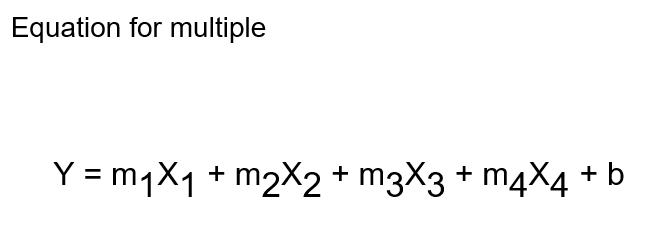 Equation for multiple
Y = m₁X₁ + m₂X₂ + m₃X₃ + m₄X₄ + b